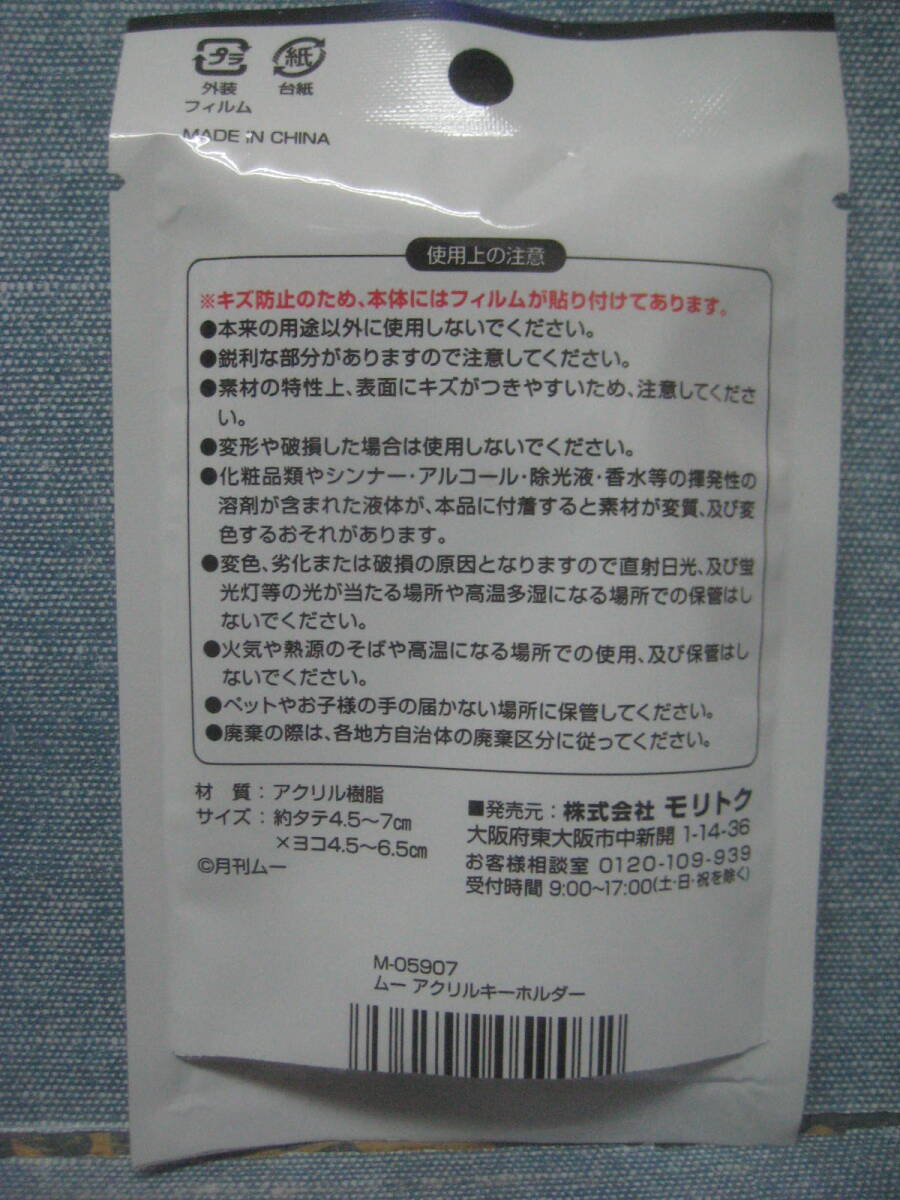 プラ 紙
外装 台紙
フィルム
MADE IN CHINA
使用上の注意
※キズ防止のため、本体にはフィルムが貼り付けてあります。
●本来の用途以外に使用しないでください。
●鋭利な部分がありますので注意してください。
●素材の特性上、表面にキズがつきやすいため、注意してくださ
い。
●変形や破損した場合は使用しないでください。
●化粧品類やシンナー・アルコール・除光液・香水等の揮発性の
溶剤が含まれた液体が、本品に付着すると素材が変質、及び変
色するおそれがあります。
●変色、劣化または破損の原因となりますので直射日光、及び蛍
光灯等の光が当たる場所や高温多湿になる場所での保管はし
ないでください。
●火気や熱源のそばや高温になる場所での使用、及び保管はし
ないでください。
●ペットやお子様の手の届かない場所に保管してください。
●廃棄の際は、各地方自治体の廃棄区分に従ってください。
材 質：アクリル樹脂
サイズ：約タテ4.5〜7㎝
×ヨコ4.5〜6.5㎝
©月刊ムー
■発売元：株式会社 モリトク
大阪府東大阪市中新開 1-14-36
お客様相談室 0120-109-939
受付時間 9:00〜17:00(土・日・祝を除く)
M-05907
ムー アクリルキーホルダー